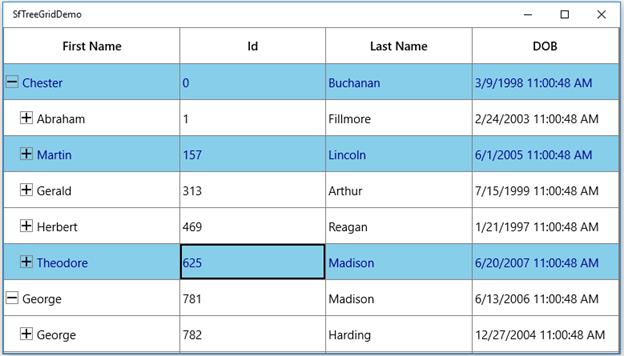 SfTreeGridDemo
First Name Id Last Name DOB
Chester 0 Buchanan 3/9/1998 11:00:48 AM
Abraham 1 Fillmore 2/24/2003 11:00:48 AM
Martin 157 Lincoln 6/1/2005 11:00:48 AM
Gerald 313 Arthur 7/15/1999 11:00:48 AM
Herbert 469 Reagan 1/21/1997 11:00:48 AM
Theodore 625 Madison 6/20/2007 11:00:48 AM
George 781 Madison 6/13/2006 11:00:48 AM
George 782 Harding 12/27/2004 11:00:48 AM